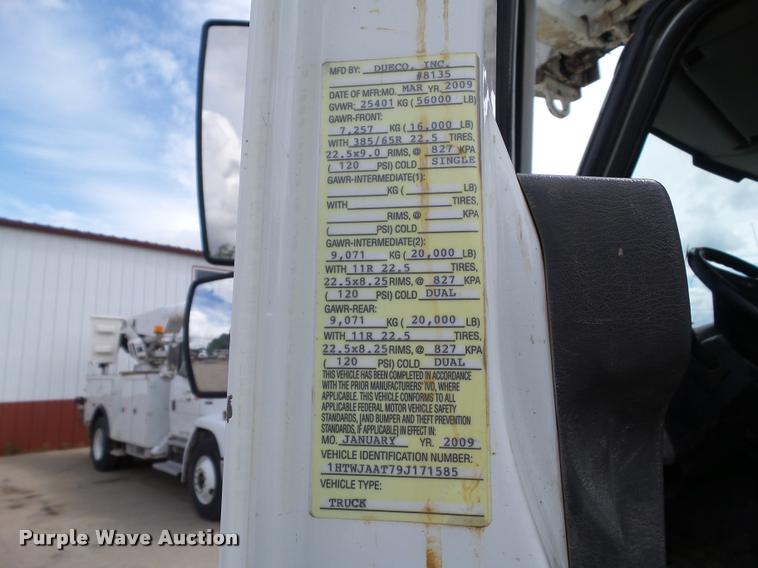 MFD BY: DUECO, INC.
#8135
DATE OF MFR:MO. MAR YR. 2009
GVWR: 25401 KG ( 56000 LB)
GAWR-FRONT:
7,257 KG ( 16,000 LB)
WITH 385/65R 22.5 TIRES,
22.5x9.0 RIMS, @ 827 KPA
( 120 PSI) COLD SINGLE
GAWR-INTERMEDIATE(1):
KG ( LB)
WITH TIRES,
RIMS, @ KPA
( PSI) COLD
GAWR-INTERMEDIATE(2):
9,071 KG ( 20,000 LB)
WITH 11R 22.5 TIRES,
22.5x8.25 RIMS, @ 827 KPA
( 120 PSI) COLD DUAL
GAWR-REAR:
9,071 KG ( 20,000 LB)
WITH 11R 22.5 TIRES,
22.5x8.25 RIMS, @ 827 KPA
( 120 PSI) COLD DUAL
THIS VEHICLE HAS BEEN COMPLETED IN ACCORDANCE
WITH THE PRIOR MANUFACTURERS' IVD, WHERE
APPLICABLE. THIS VEHICLE CONFORMS TO ALL
APPLICABLE FEDERAL MOTOR VEHICLE SAFETY
STANDARDS, [AND BUMPER AND THEFT PREVENTION
STANDARDS, IF APPLICABLE] IN EFFECT IN:
MO. JANUARY YR. 2009
VEHICLE IDENTIFICATION NUMBER:
1HTWJAAT79J171585
VEHICLE TYPE:
TRUCK
Purple Wave Auction